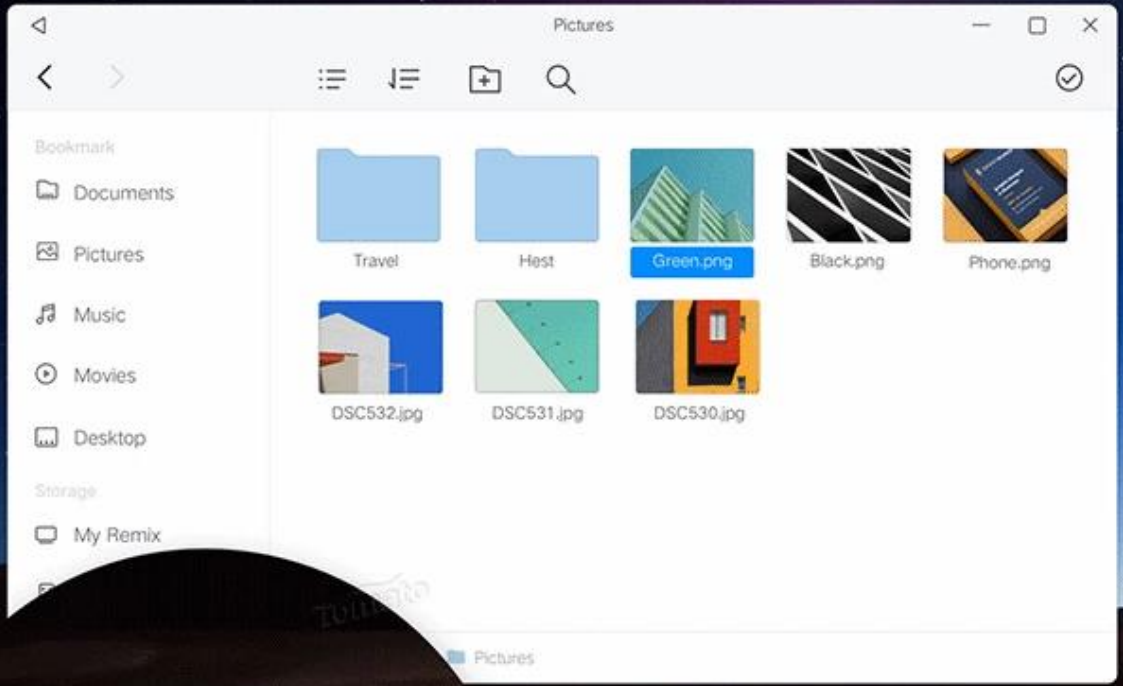 Pictures
Bookmark
Documents
Pictures
Music
Movies
Desktop
Storage
My Remix
Travel
Hest
Green.png
Black.png
Phone.png
DSC532.jpg
DSC531.jpg
DSC530.jpg
Pictures